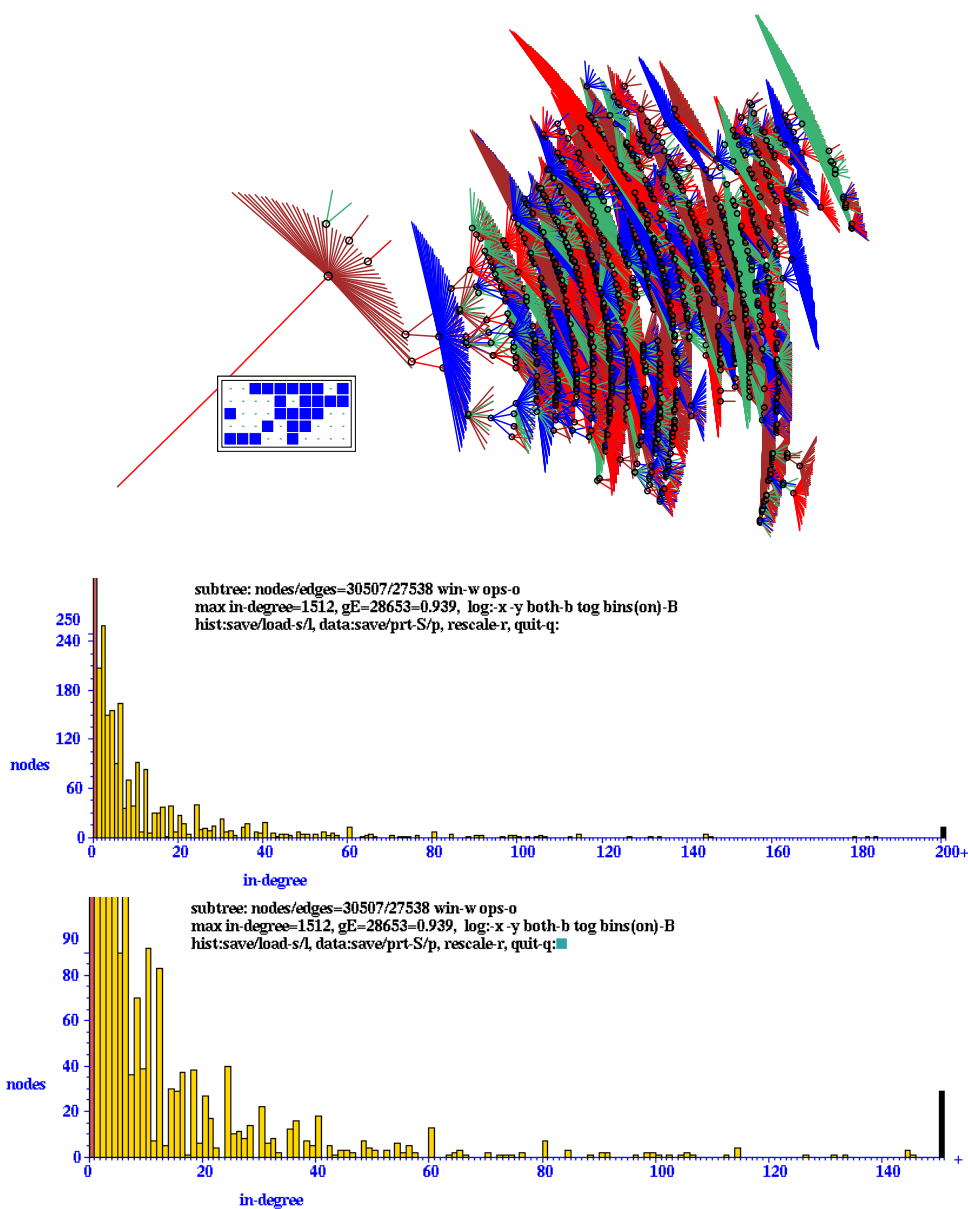 subtree: nodes/edges=30507/27538 win-w ops-o
max in-degree=1512, gE=28653=0.939, log:-x -y both-b tog bins(on)-B
hist:save/load-s/l, data:save/prt-S/p, rescale-r, quit-q:
250
240
180
120
nodes
60
0
0 20 40 60 80 100 120 140 160 180 200+
in-degree
subtree: nodes/edges=30507/27538 win-w ops-o
max in-degree=1512, gE=28653=0.939, log:-x -y both-b tog bins(on)-B
hist:save/load-s/l, data:save/prt-S/p, rescale-r, quit-q:
90
80
60
40
nodes
20
0
0 20 40 60 80 100 120 140 +
in-degree